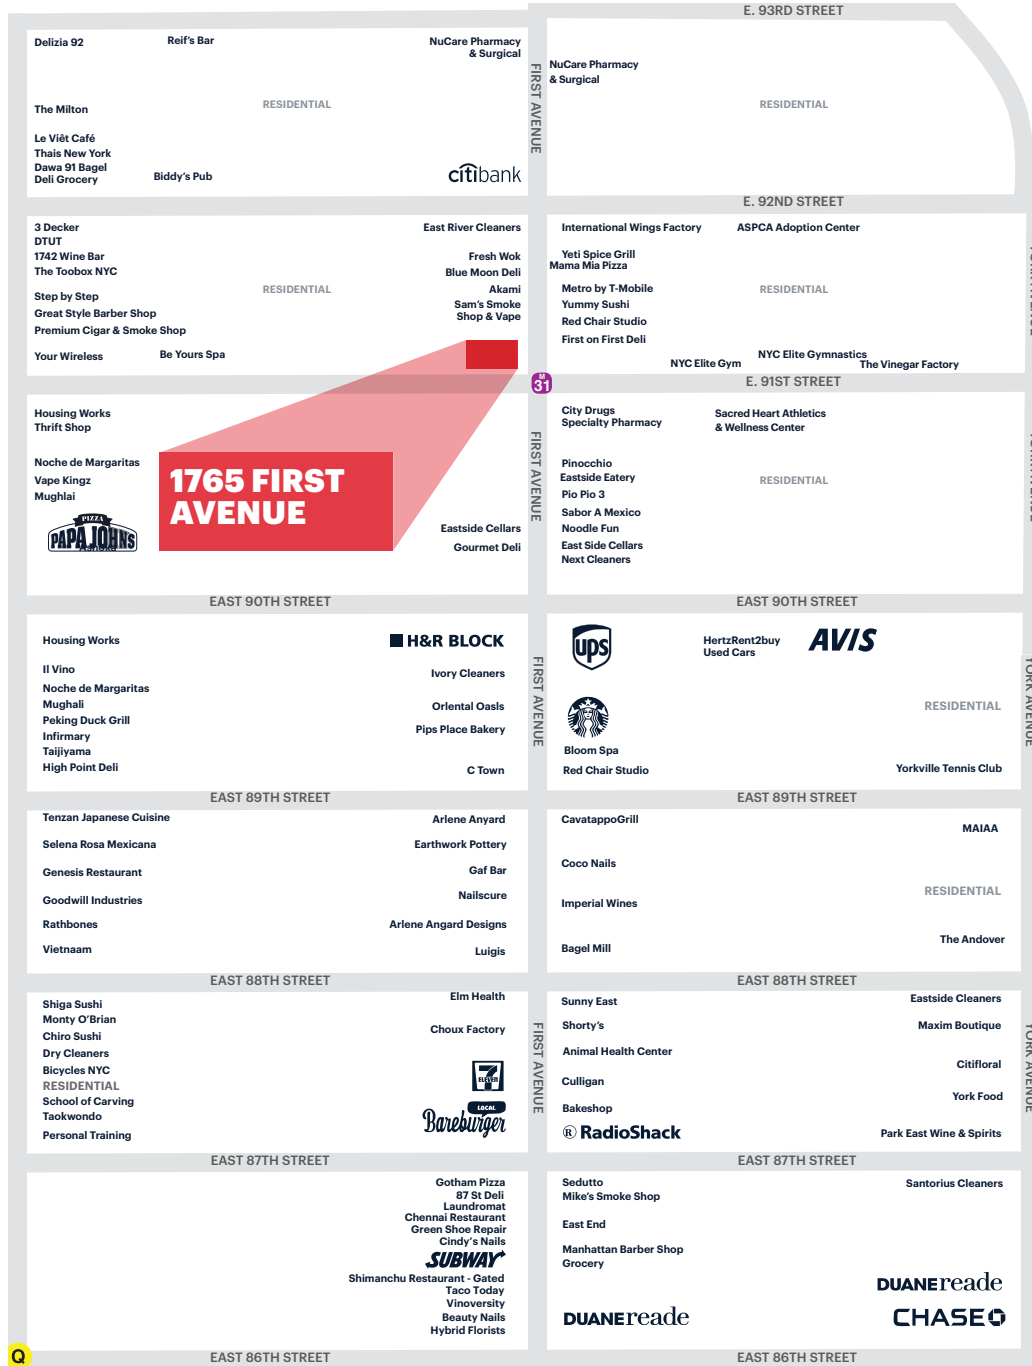 E. 93RD STREET
Delizia 92
Reif's Bar
NuCare Pharmacy
& Surgical
FIRST AVENUE
NuCare Pharmacy
& Surgical
The Milton
RESIDENTIAL
RESIDENTIAL
Le Viêt Café
Thais New York
Dawa 91 Bagel
Deli Grocery
Biddy's Pub
citibank
E. 92ND STREET
3 Decker
DTUT
1742 Wine Bar
The Toobox NYC
Step by Step
Great Style Barber Shop
Premium Cigar & Smoke Shop
Your Wireless
Be Yours Spa
RESIDENTIAL
East River Cleaners
Fresh Wok
Blue Moon Deli
Akami
Sam's Smoke
Shop & Vape
International Wings Factory
ASPCA Adoption Center
Yeti Spice Grill
Mama Mia Pizza
Metro by T-Mobile
Yummy Sushi
Red Chair Studio
First on First Deli
RESIDENTIAL
NYC Elite Gym
NYC Elite Gymnastics
The Vinegar Factory
M
31
E. 91ST STREET
Housing Works
Thrift Shop
Noche de Margaritas
Vape Kingz
Mughlai
PIZZA
PAPA JOHNS
Ashoka
1765 FIRST
AVENUE
Eastside Cellars
Gourmet Deli
FIRST AVENUE
City Drugs
Specialty Pharmacy
Sacred Heart Athletics
& Wellness Center
Pinocchio
Eastside Eatery
Pio Pio 3
Sabor A Mexico
Noodle Fun
East Side Cellars
Next Cleaners
RESIDENTIAL
EAST 90TH STREET
EAST 90TH STREET
Housing Works
Il Vino
Noche de Margaritas
Mughali
Peking Duck Grill
Infirmary
Taijiyama
High Point Deli
H&R BLOCK
Ivory Cleaners
Orlental Oasls
Pips Place Bakery
C Town
FIRST AVENUE
ups
HertzRent2buy
Used Cars
AVIS
Bloom Spa
Red Chair Studio
RESIDENTIAL
Yorkville Tennis Club
YORK AVENUE
EAST 89TH STREET
EAST 89TH STREET
Tenzan Japanese Cuisine
Selena Rosa Mexicana
Genesis Restaurant
Goodwill Industries
Rathbones
Vietnaam
Arlene Anyard
Earthwork Pottery
Gaf Bar
Nailscure
Arlene Angard Designs
Luigis
CavatappoGrill
Coco Nails
Imperial Wines
Bagel Mill
MAIAA
RESIDENTIAL
The Andover
EAST 88TH STREET
EAST 88TH STREET
Shiga Sushi
Monty O'Brian
Chiro Sushi
Dry Cleaners
Bicycles NYC
RESIDENTIAL
School of Carving
Taokwondo
Personal Training
Elm Health
Choux Factory
7
ELEVEN
LOCAL
Bareburger
FIRST AVENUE
Sunny East
Shorty's
Animal Health Center
Culligan
Bakeshop
® RadioShack
Eastside Cleaners
Maxim Boutique
Citifloral
York Food
Park East Wine & Spirits
YORK AVENUE
EAST 87TH STREET
EAST 87TH STREET
Gotham Pizza
87 St Deli
Laundromat
Chennai Restaurant
Green Shoe Repair
Cindy's Nails
SUBWAY
Shimanchu Restaurant - Gated
Taco Today
Vinoversity
Beauty Nails
Hybrid Florists
Sedutto
Mike's Smoke Shop
East End
Manhattan Barber Shop
Grocery
DUANEreade
Santorius Cleaners
DUANEreade
CHASE
Q
EAST 86TH STREET
EAST 86TH STREET